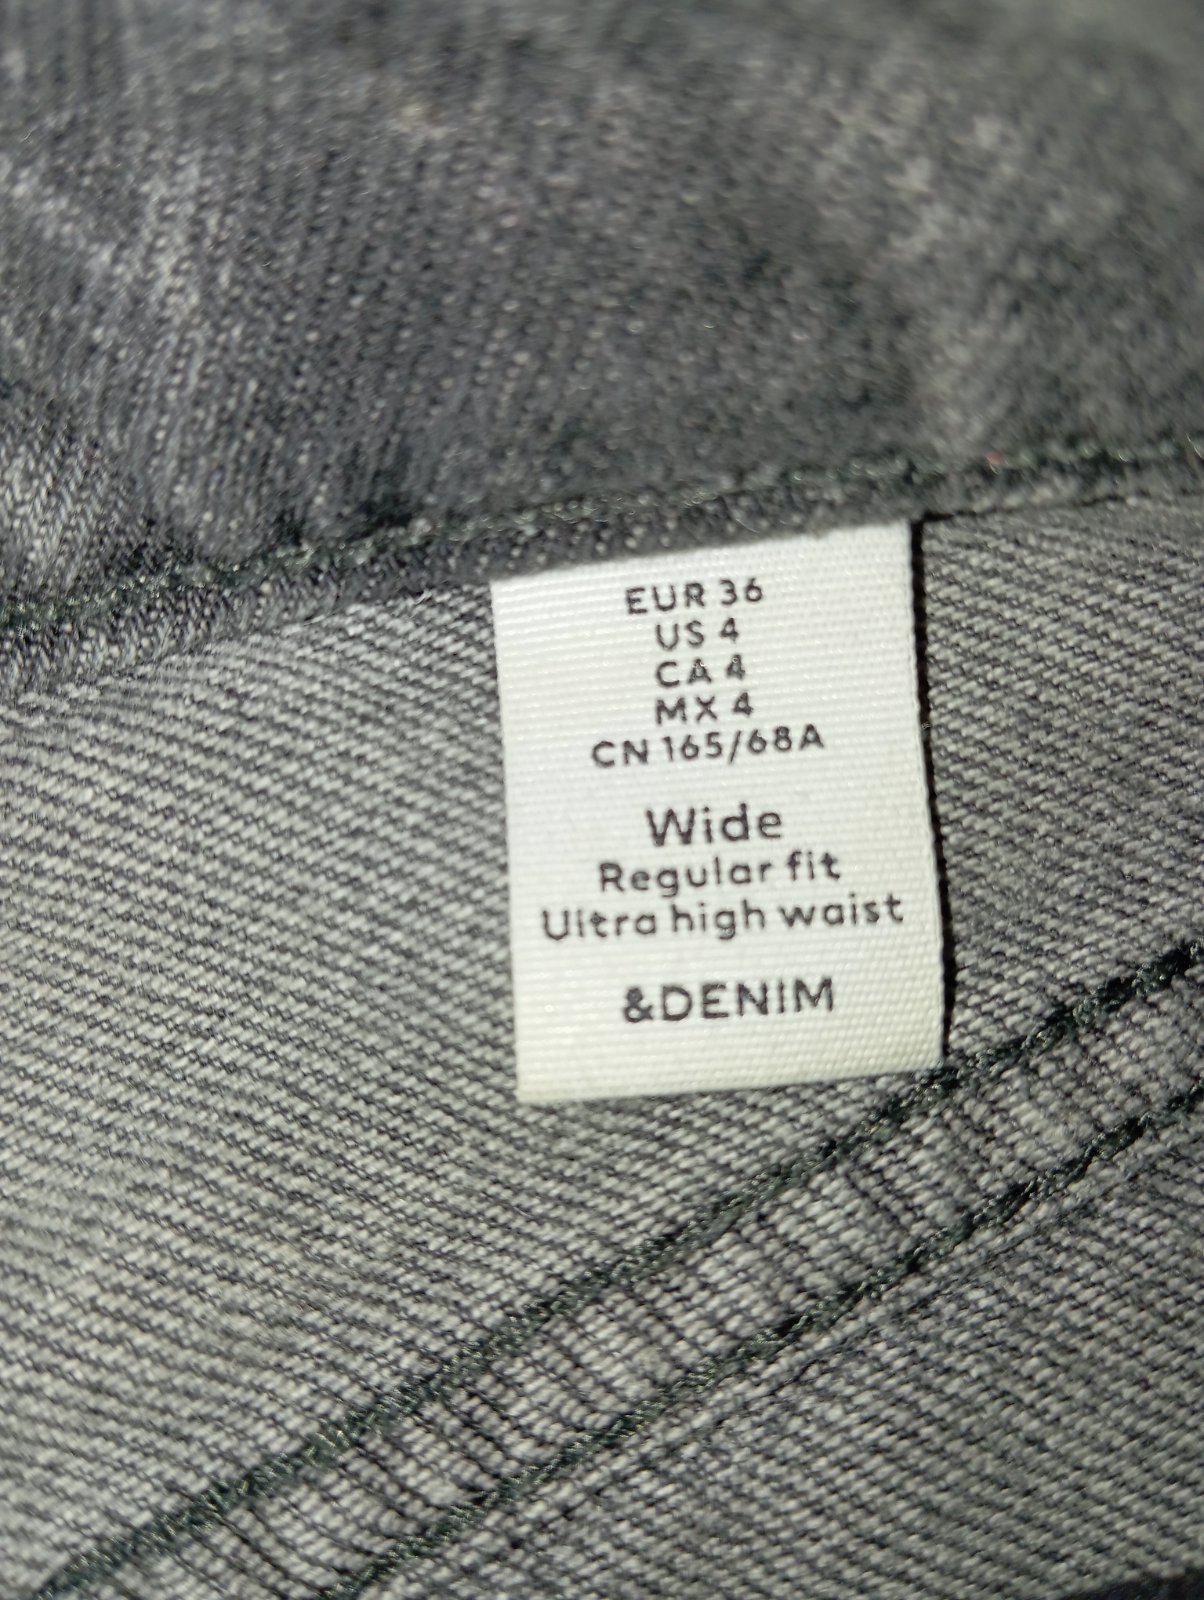 EUR 36
US 4
CA 4
MX 4
CN 165/68A
Wide
Regular fit
Ultra high waist
&DENIM